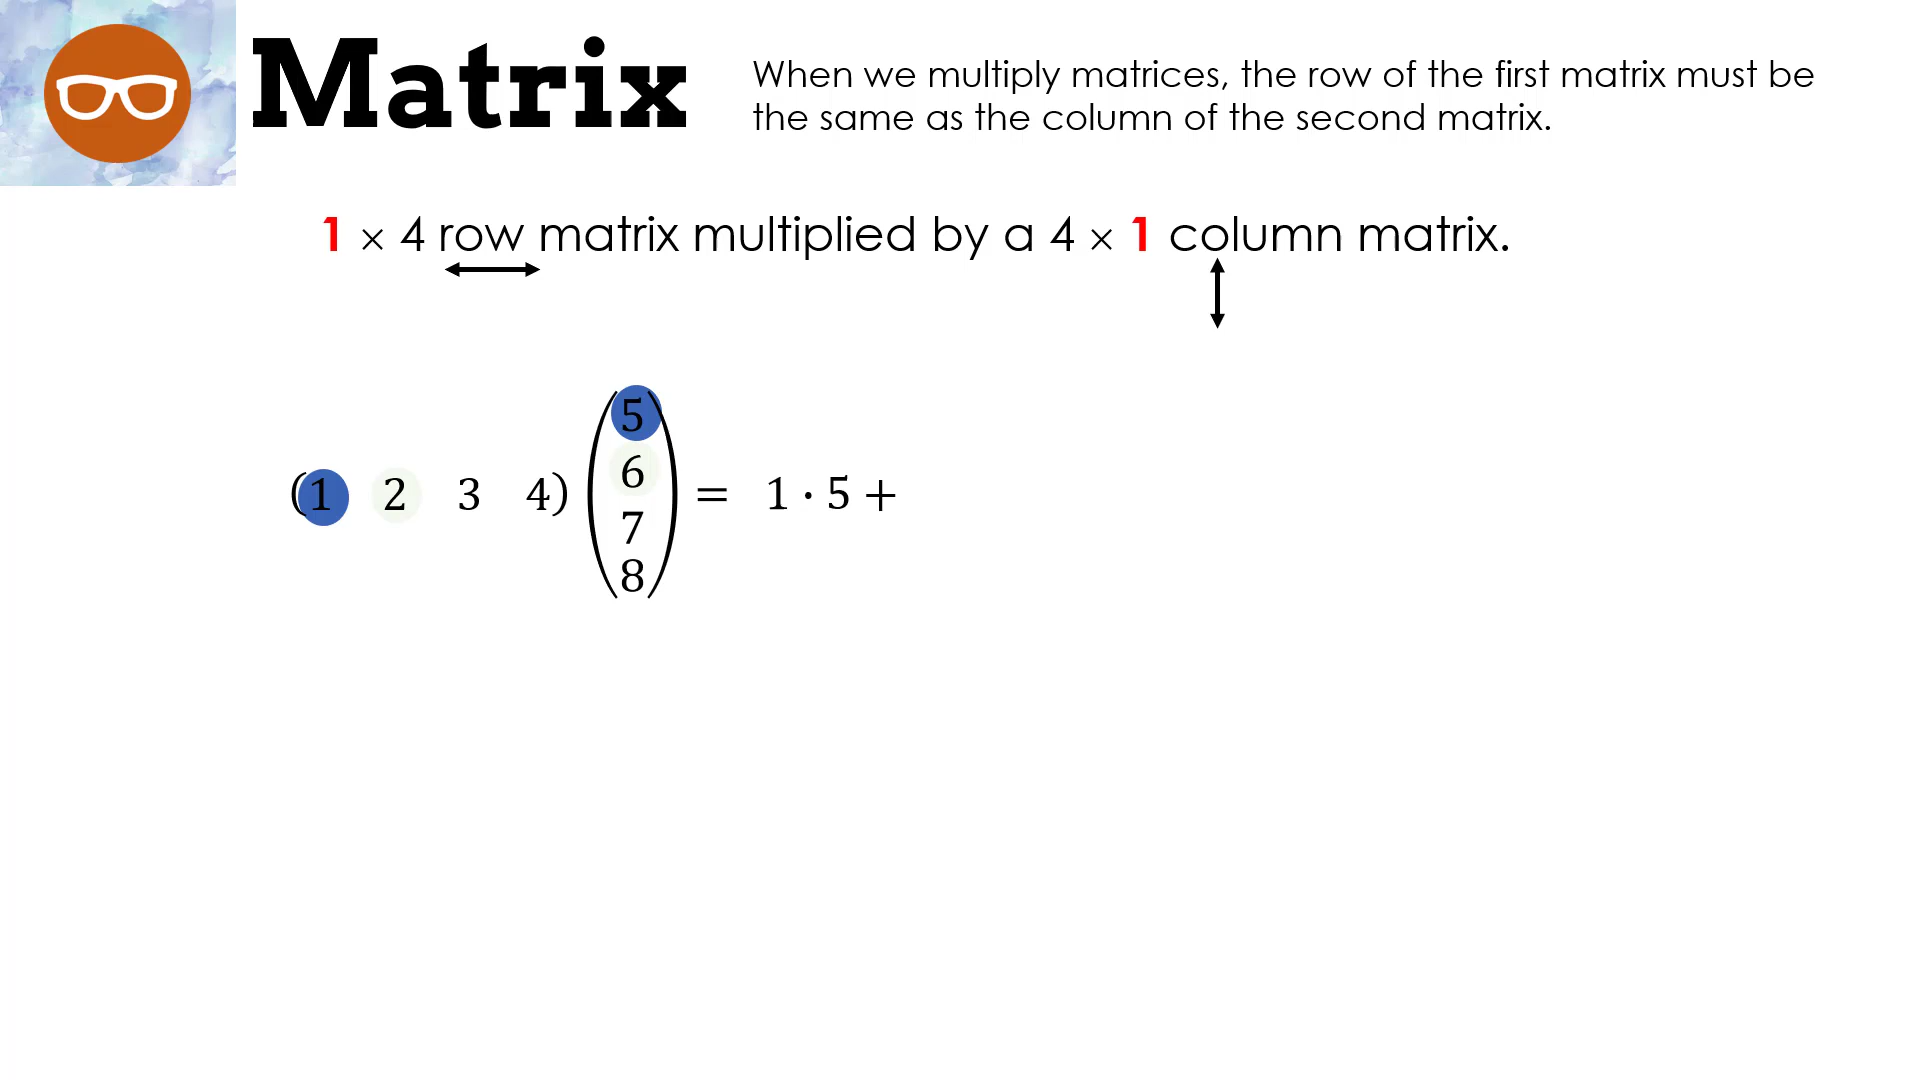 Matrix
When we multiply matrices, the row of the first matrix must be
the same as the column of the second matrix.
1 × 4 row matrix multiplied by a 4 × 1 column matrix.
(1 2 3 4) (5 6 7 8) = 1 · 5 +